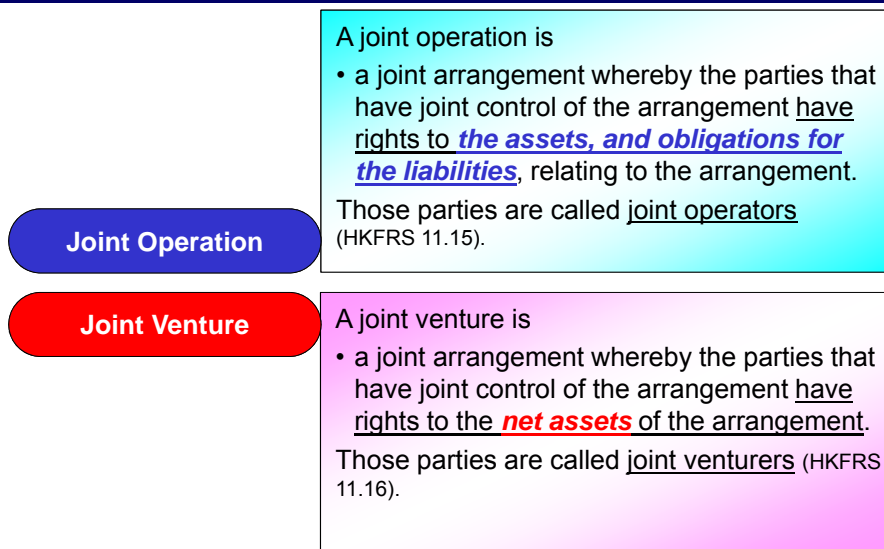 A joint operation is
• a joint arrangement whereby the parties that
have joint control of the arrangement have
rights to the assets, and obligations for
the liabilities, relating to the arrangement.
Those parties are called joint operators
(HKFRS 11.15).
Joint Operation
Joint Venture
A joint venture is
• a joint arrangement whereby the parties that
have joint control of the arrangement have
rights to the net assets of the arrangement.
Those parties are called joint venturers (HKFRS
11.16).